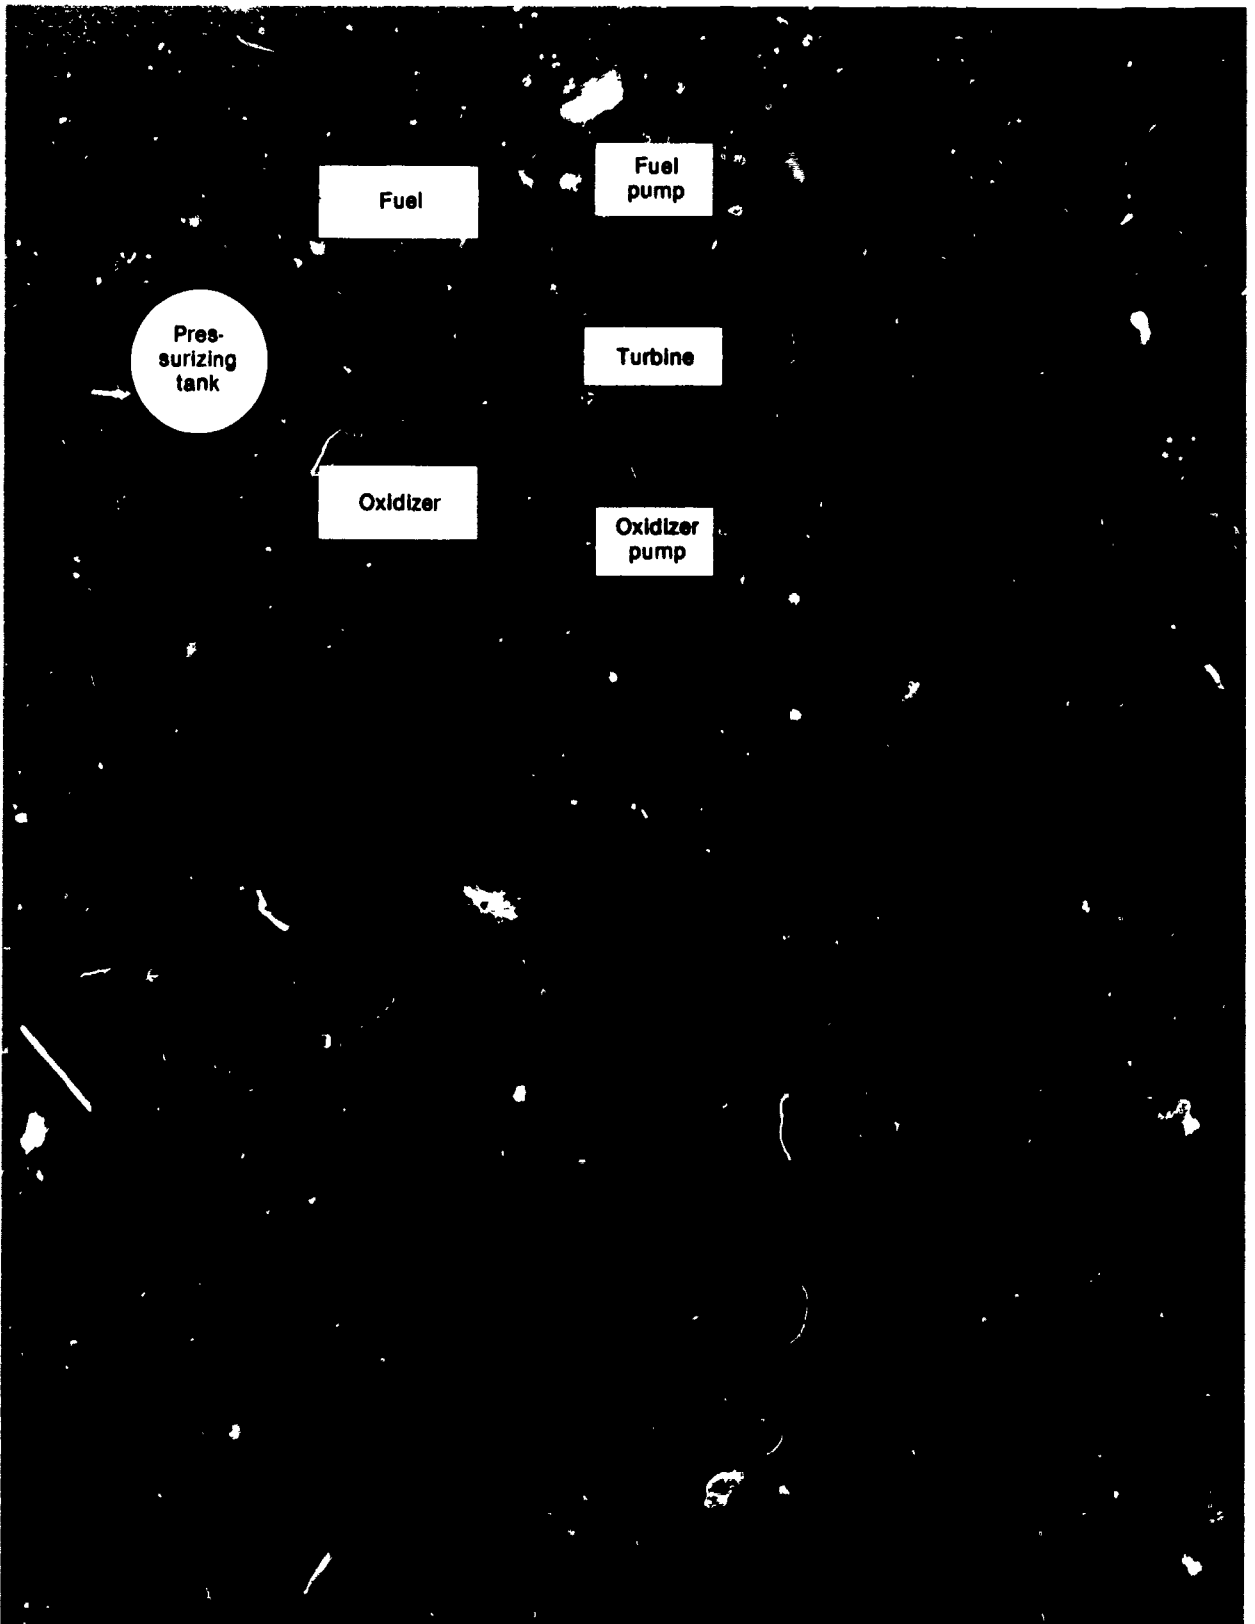 Fuel
Fuel
pump
Pres-
surizing
tank
Turbine
Oxidizer
Oxidizer
pump